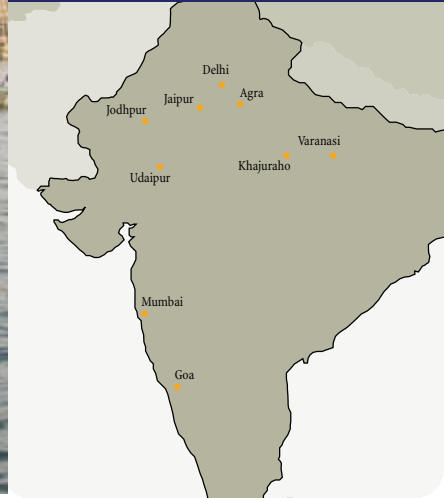 Delhi
Agra
Jaipur
Jodhpur
Varanasi
Khajuraho
Udaipur
Mumbai
Goa